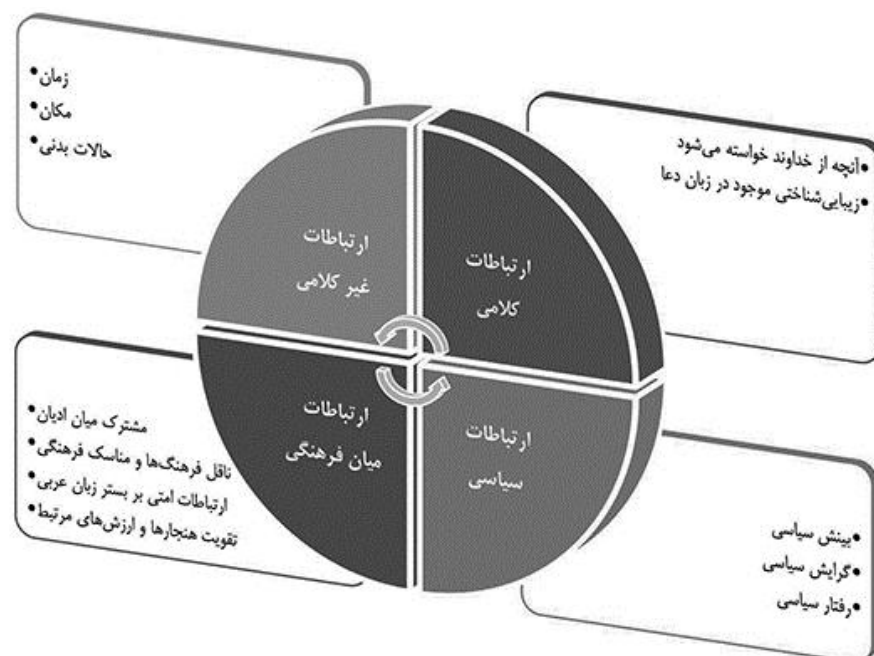 آنچه از خداوند خواسته می‌شود
زیبایی‌شناختی موجود در زبان دعا
ارتباطات
کلامی
زمان
مکان
حالات بدنی
ارتباطات
غیر کلامی
ارتباطات
سیاسی
بینش سیاسی
گرایش سیاسی
رفتار سیاسی
ارتباطات
میان فرهنگی
مشترک میان ادیان
ناقل فرهنگ‌ها و مناسک فرهنگی
ارتباطات امتی بر بستر زبان عربی
تقویت هنجارها و ارزش‌های مرتبط